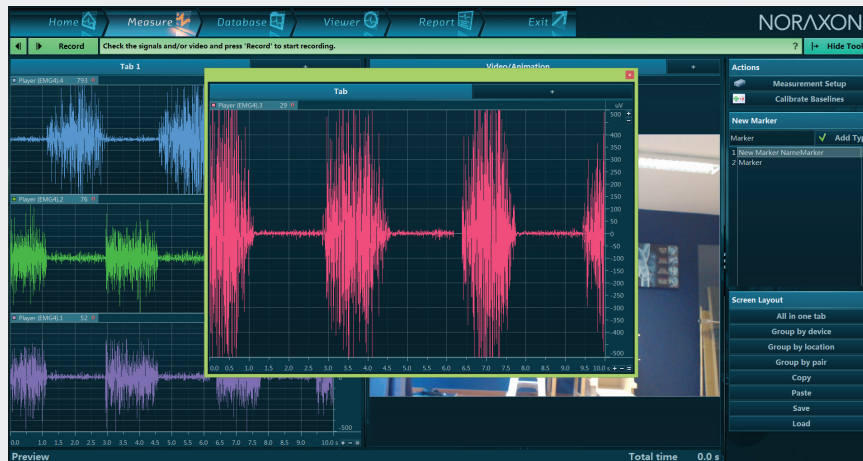 Home Measure Database Viewer Report Exit NORAXON
Record Check the signals and/or video and press 'Record' to start recording. ? Hide Tool
Tab 1 + Video/Animation +
Actions
Measurement Setup
Calibrate Baselines
New Marker
Marker Add Typ
1 New Marker NameMarker
2 Marker
Screen Layout
All in one tab
Group by device
Group by location
Group by pair
Copy
Paste
Save
Load
Player (EMG4).4 793
Player (EMG4).2 76
Player (EMG4).1 52
0
-500
0.0 1.0 1.5 2.0 2.5 3.0 3.5 4.0 4.5 5.0 5.5 6.0 6.5 7.0 7.5 8.0 8.5 9.0 10.0 s + − =
Tab +
Player (EMG4).3 29
uV
500 +
−
400
350
300
250
200
150
100
50
0
-50
-100
-150
-200
-250
-300
-350
-400
-500
0.0 0.5 1.0 1.5 2.0 2.5 3.0 3.5 4.0 4.5 5.0 5.5 6.0 6.5 7.0 7.5 8.0 8.5 9.0 9.5 10.0 s + − =
Preview Total time 0.0 s